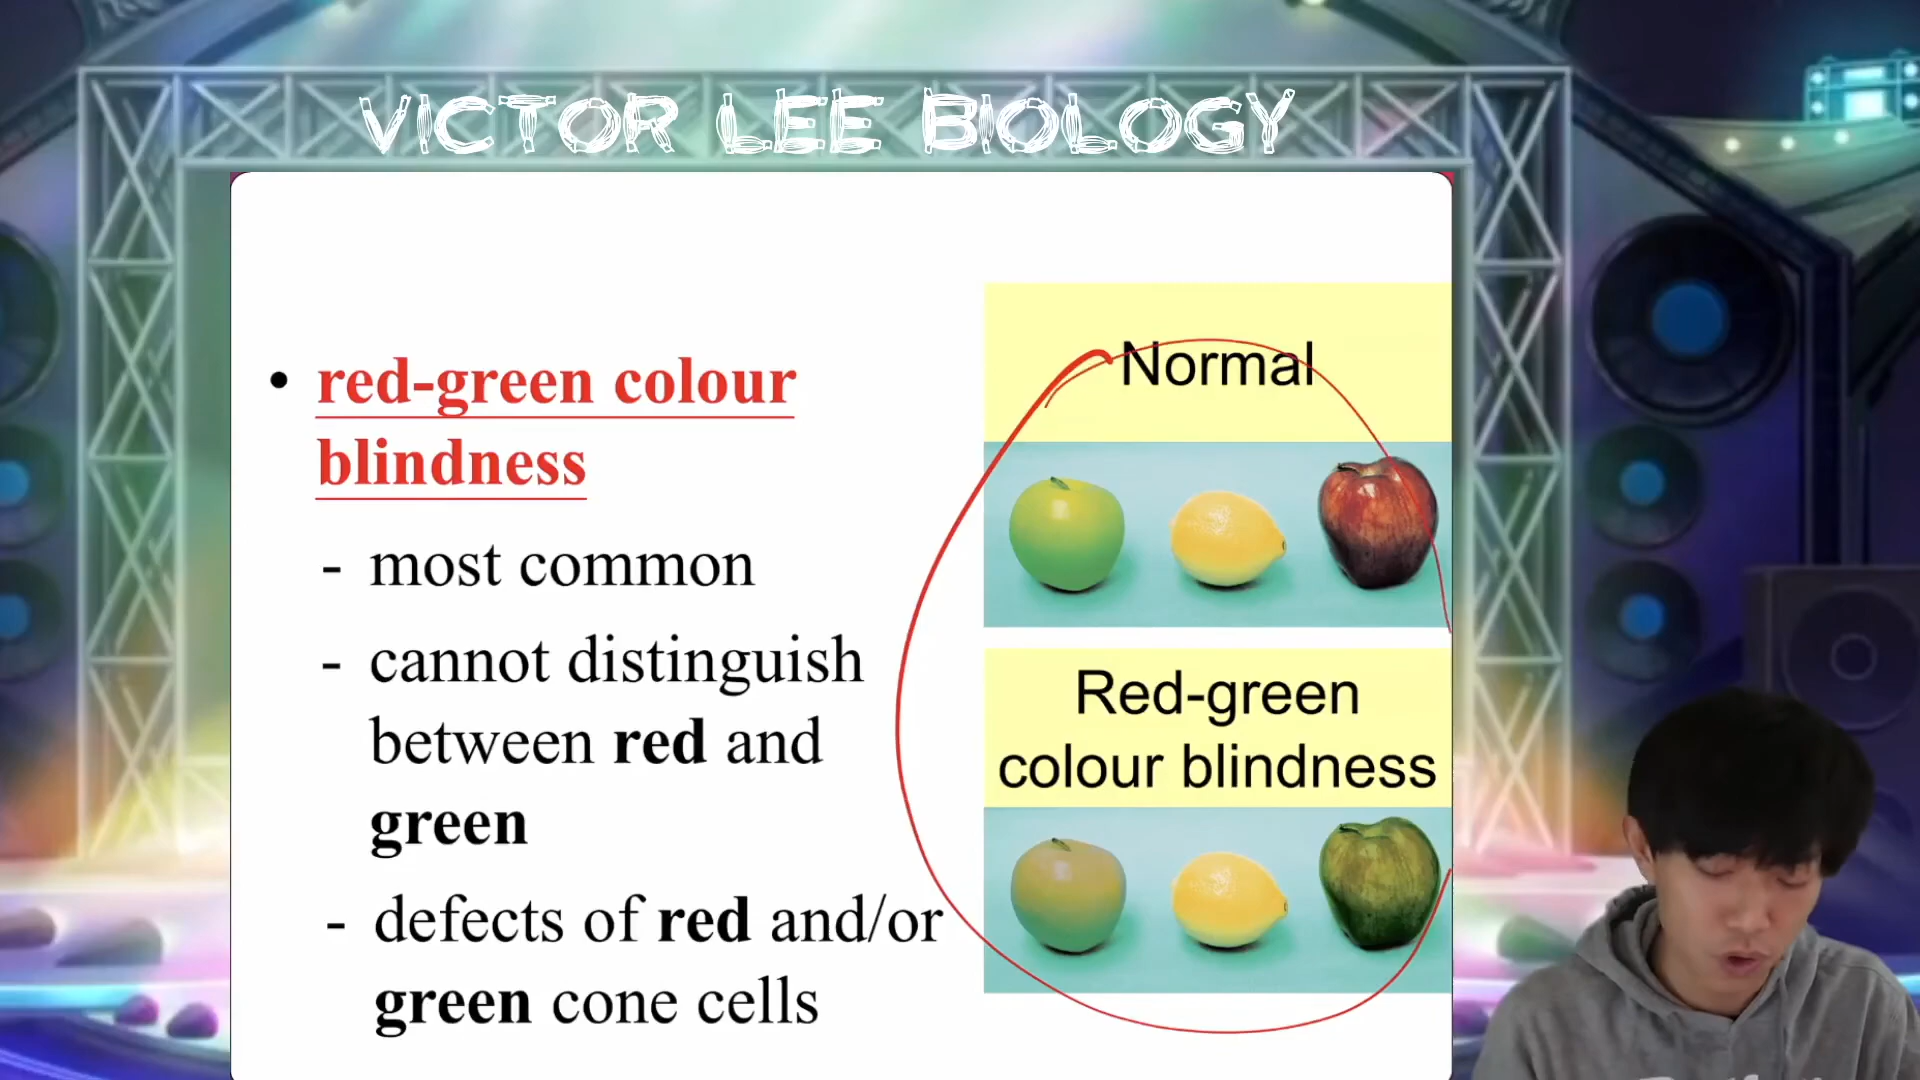 VICTOR LEE BIOLOGY
• red-green colour
blindness
- most common
- cannot distinguish
between red and
green
- defects of red and/or
green cone cells
Normal
Red-green
colour blindness